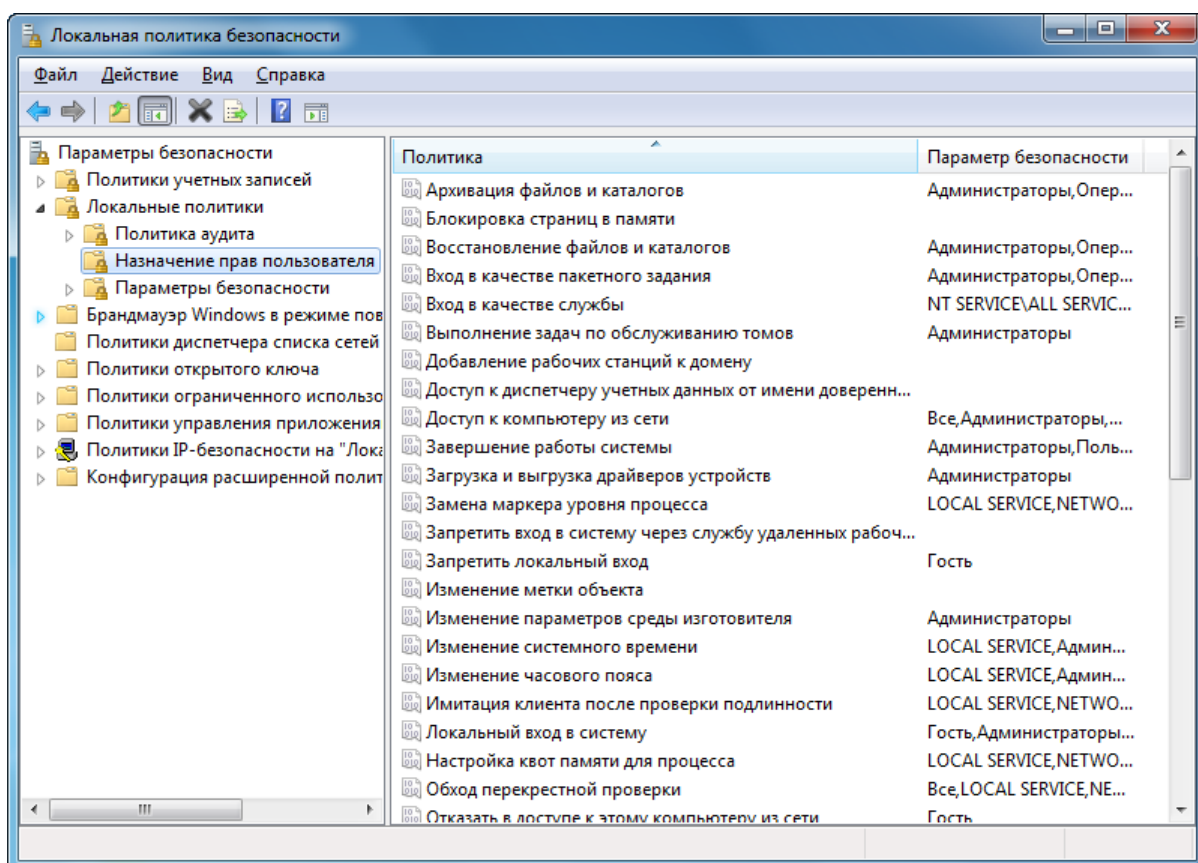 Локальная политика безопасности
Файл Действие Вид Справка
Параметры безопасности
Политики учетных записей
Локальные политики
Политика аудита
Назначение прав пользователя
Параметры безопасности
Брандмауэр Windows в режиме пов
Политики диспетчера списка сетей
Политики открытого ключа
Политики ограниченного использо
Политики управления приложения
Политики IP-безопасности на "Лока
Конфигурация расширенной полит
Политика Параметр безопасности
Архивация файлов и каталогов Администраторы,Опер...
Блокировка страниц в памяти
Восстановление файлов и каталогов Администраторы,Опер...
Вход в качестве пакетного задания Администраторы,Опер...
Вход в качестве службы NT SERVICE\ALL SERVIC...
Выполнение задач по обслуживанию томов Администраторы
Добавление рабочих станций к домену
Доступ к диспетчеру учетных данных от имени доверенн...
Доступ к компьютеру из сети Все,Администраторы,...
Завершение работы системы Администраторы,Поль...
Загрузка и выгрузка драйверов устройств Администраторы
Замена маркера уровня процесса LOCAL SERVICE,NETWO...
Запретить вход в систему через службу удаленных рабоч...
Запретить локальный вход Гость
Изменение метки объекта
Изменение параметров среды изготовителя Администраторы
Изменение системного времени LOCAL SERVICE,Админ...
Изменение часового пояса LOCAL SERVICE,Админ...
Имитация клиента после проверки подлинности LOCAL SERVICE,NETWO...
Локальный вход в систему Гость,Администраторы...
Настройка квот памяти для процесса LOCAL SERVICE,NETWO...
Обход перекрестной проверки Все,LOCAL SERVICE,NE...
Отказать в доступе к этому компьютеру из сети Гость